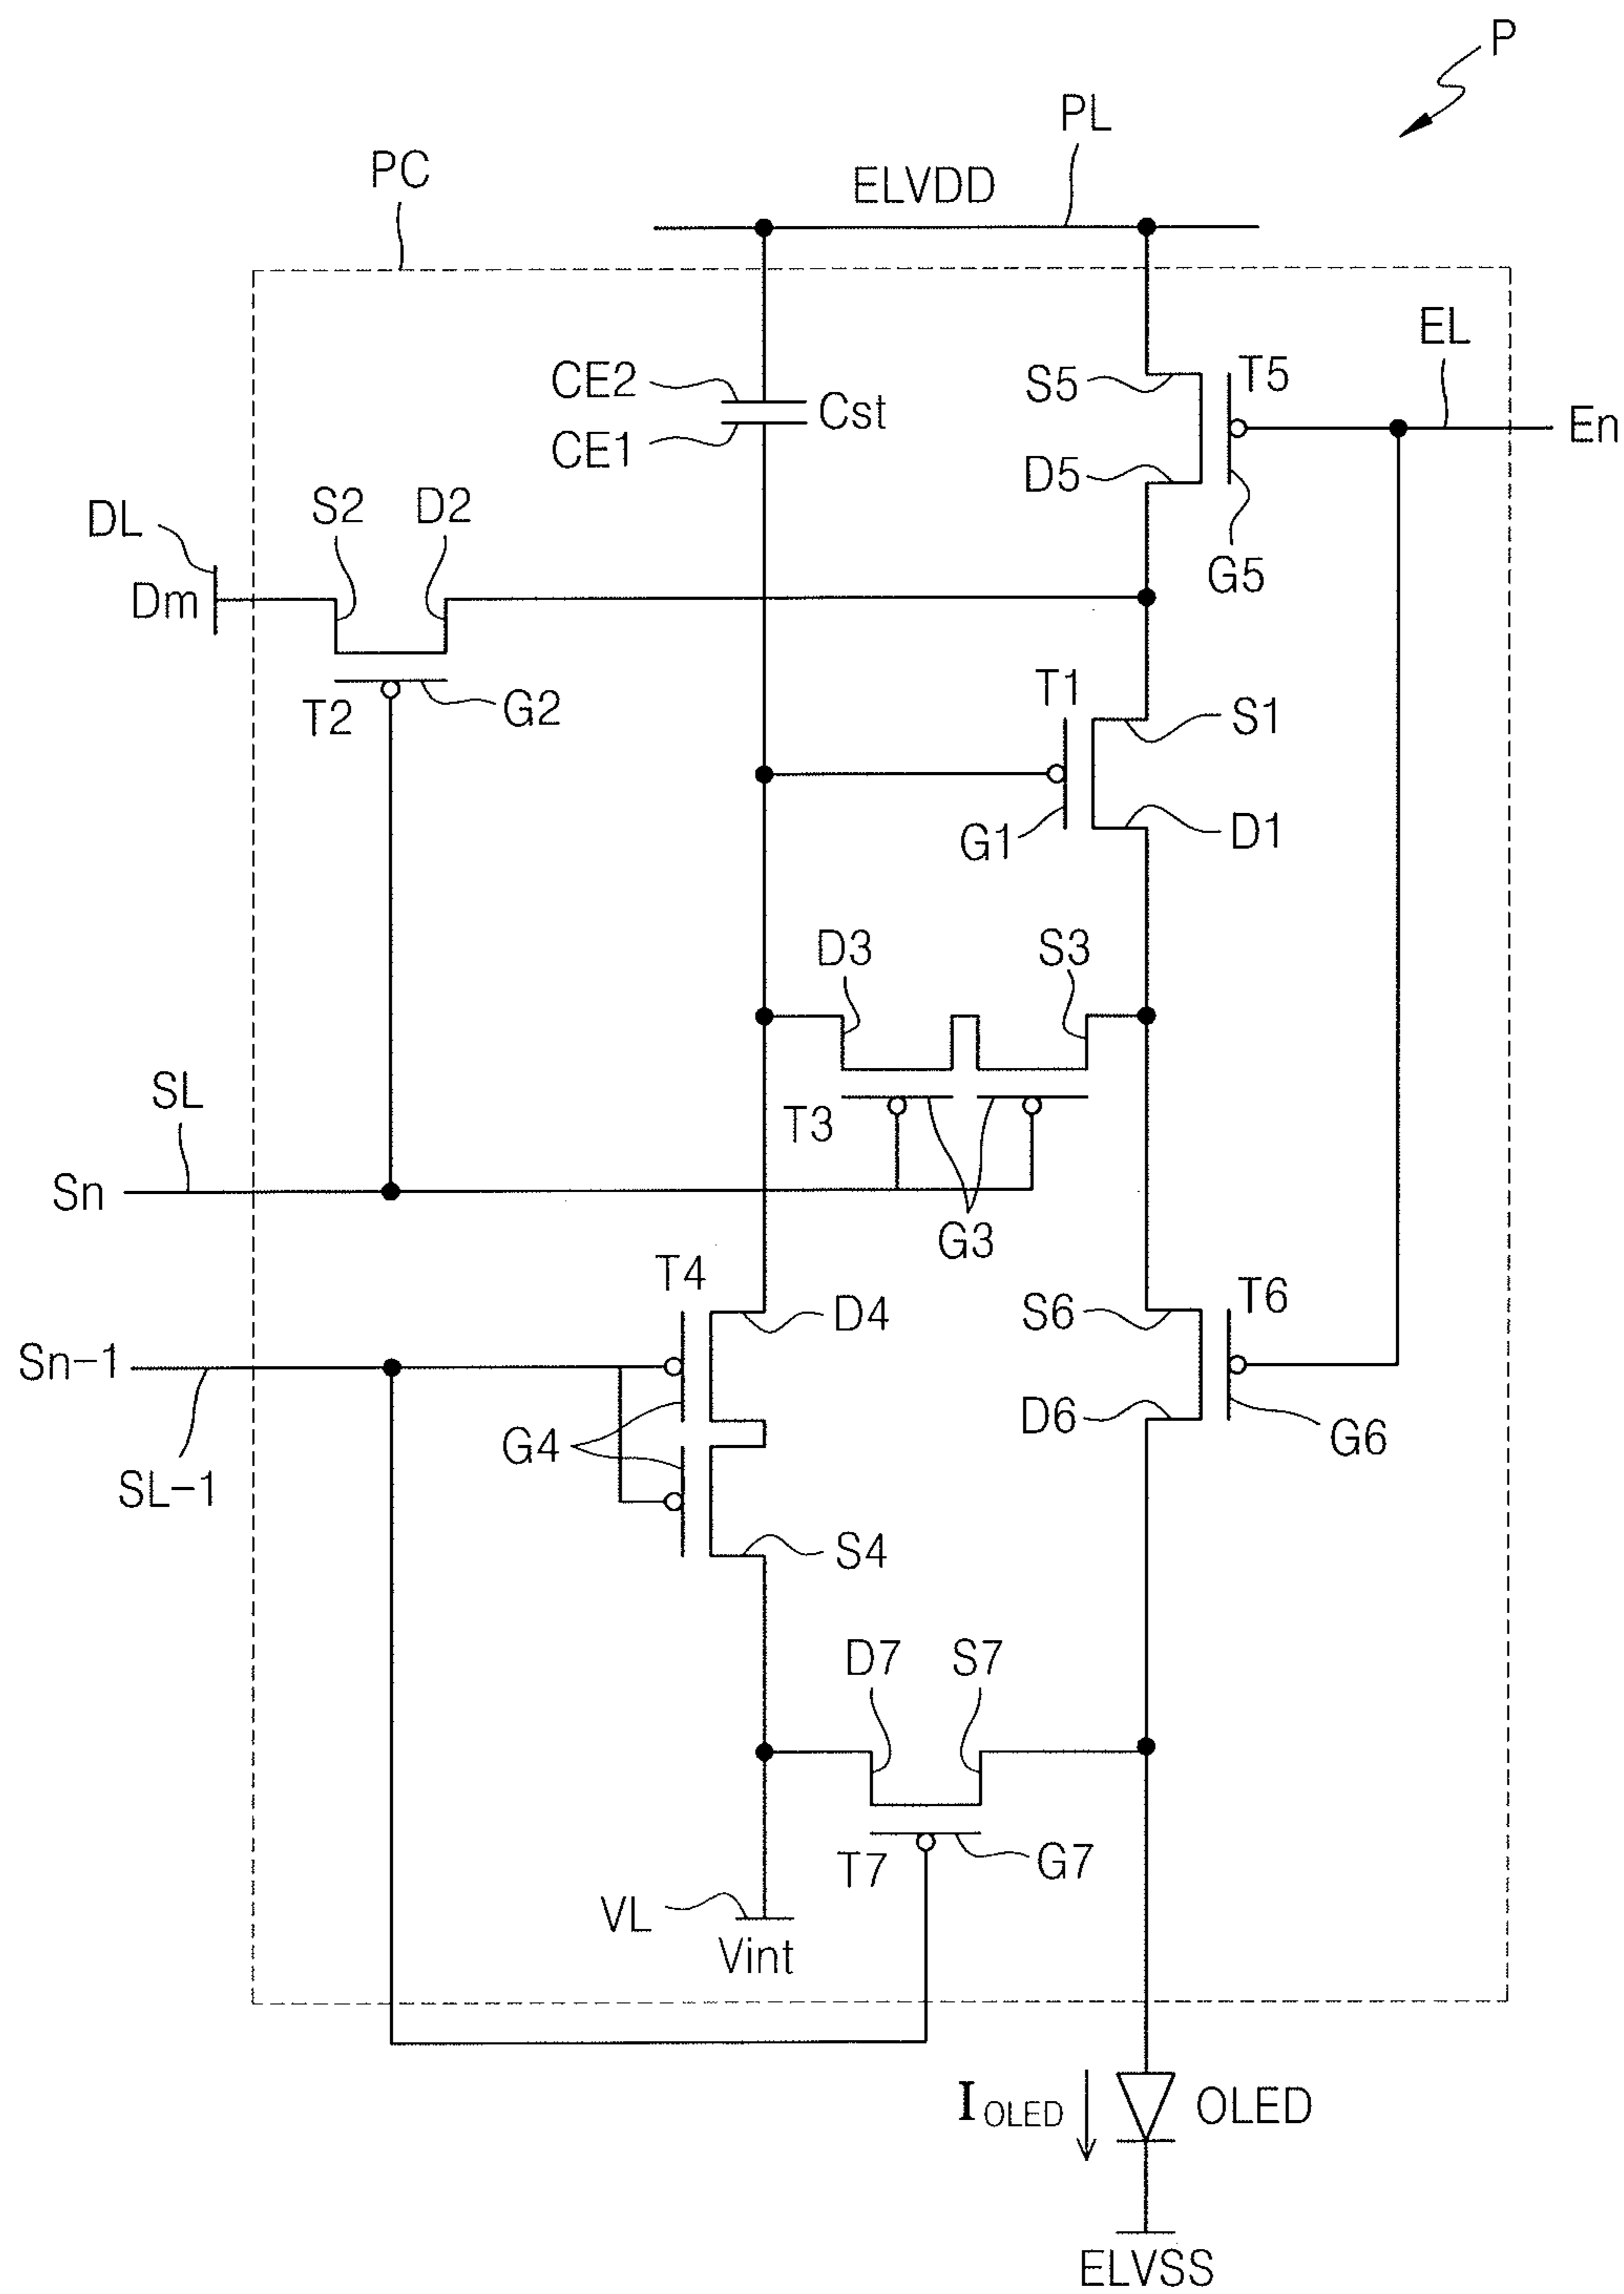 P
PL
PC
ELVDD
EL
CE2
S5
T5
Cst
En
CE1
D5
S2
D2
DL
G5
Dm
T1
G2
S1
T2
G1
D1
D3
S3
SL
T3
Sn
G3
T4
D4
S6
T6
Sn-1
D6
G4
G6
SL-1
S4
D7
S7
T7
G7
VL
Vint
IOLED
OLED
ELVSS